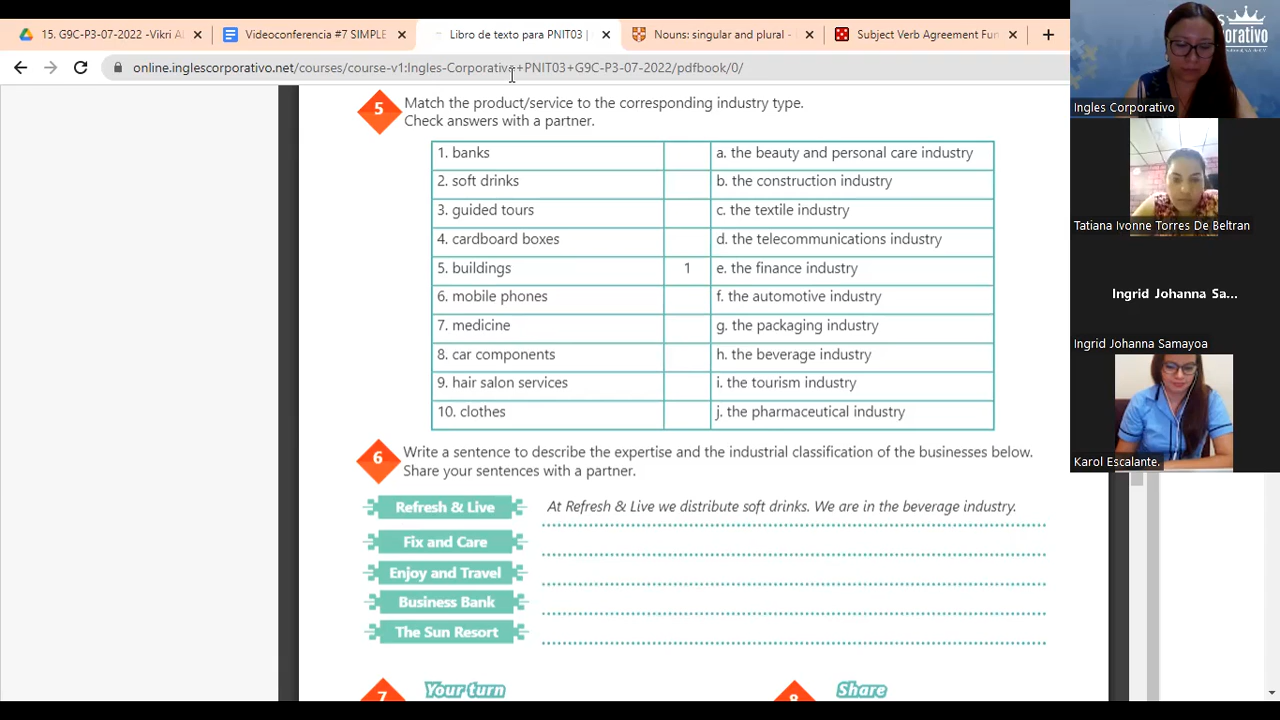 15. G9C-P3-07-2022 -Vikri Al
Videoconferencia #7 SIMPLE
Libro de texto para PNIT03 |
Nouns: singular and plural -
Subject Verb Agreement Fun
online.inglescorporativo.net/courses/course-v1:Ingles-Corporativo+PNIT03+G9C-P3-07-2022/pdfbook/0/
5 Match the product/service to the corresponding industry type.
Check answers with a partner.
1. banks a. the beauty and personal care industry
2. soft drinks b. the construction industry
3. guided tours c. the textile industry
4. cardboard boxes d. the telecommunications industry
5. buildings 1 e. the finance industry
6. mobile phones f. the automotive industry
7. medicine g. the packaging industry
8. car components h. the beverage industry
9. hair salon services i. the tourism industry
10. clothes j. the pharmaceutical industry
6 Write a sentence to describe the expertise and the industrial classification of the businesses below.
Share your sentences with a partner.
Refresh & Live At Refresh & Live we distribute soft drinks. We are in the beverage industry.
Fix and Care
Enjoy and Travel
Business Bank
The Sun Resort
7 Your turn
8 Share
Ingles Corporativo
Tatiana Ivonne Torres De Beltran
Ingrid Johanna Sa...
Ingrid Johanna Samayoa
Karol Escalante.